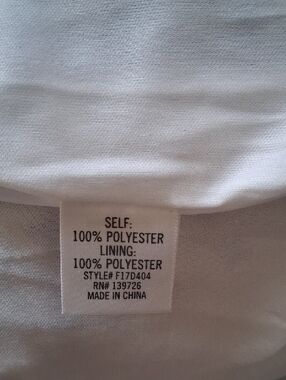 SELF:
100% POLYESTER
LINING:
100% POLYESTER
STYLE# F17D404
RN# 139726
MADE IN CHINA